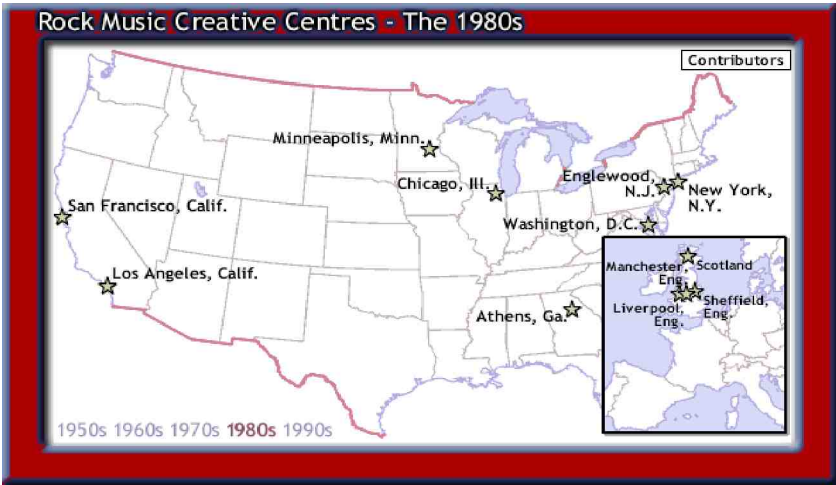 Rock Music Creative Centres - The 1980s
Contributors
Minneapolis, Minn.
Chicago, Ill.
Englewood,
N.J.
New York,
N.Y.
San Francisco, Calif.
Washington, D.C.
Los Angeles, Calif.
Athens, Ga.
Manchester,
Eng.
Scotland
Liverpool,
Eng.
Sheffield,
Eng.
1950s 1960s 1970s 1980s 1990s